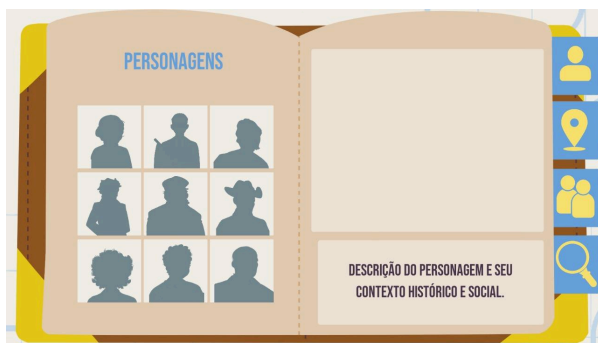 PERSONAGENS
DESCRIÇÃO DO PERSONAGEM E SEU
CONTEXTO HISTÓRICO E SOCIAL.